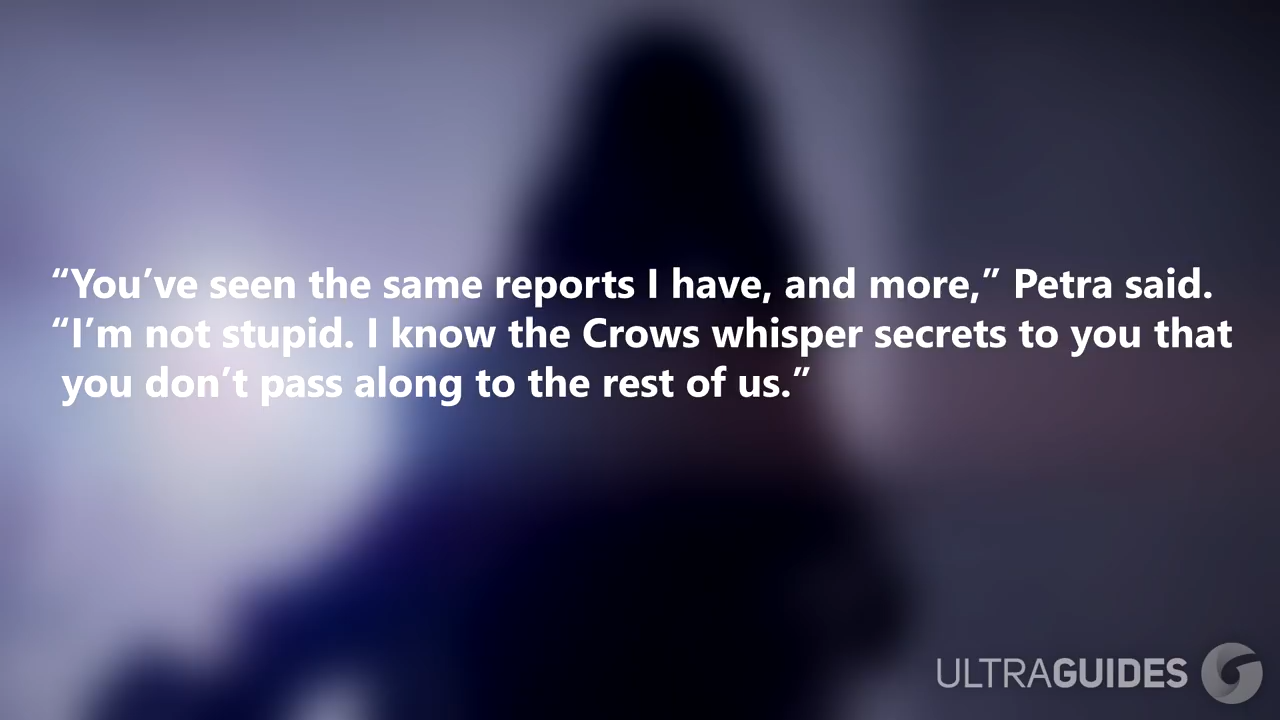 “You’ve seen the same reports I have, and more,” Petra said.
“I’m not stupid. I know the Crows whisper secrets to you that
you don’t pass along to the rest of us.”
ULTRAGUIDES